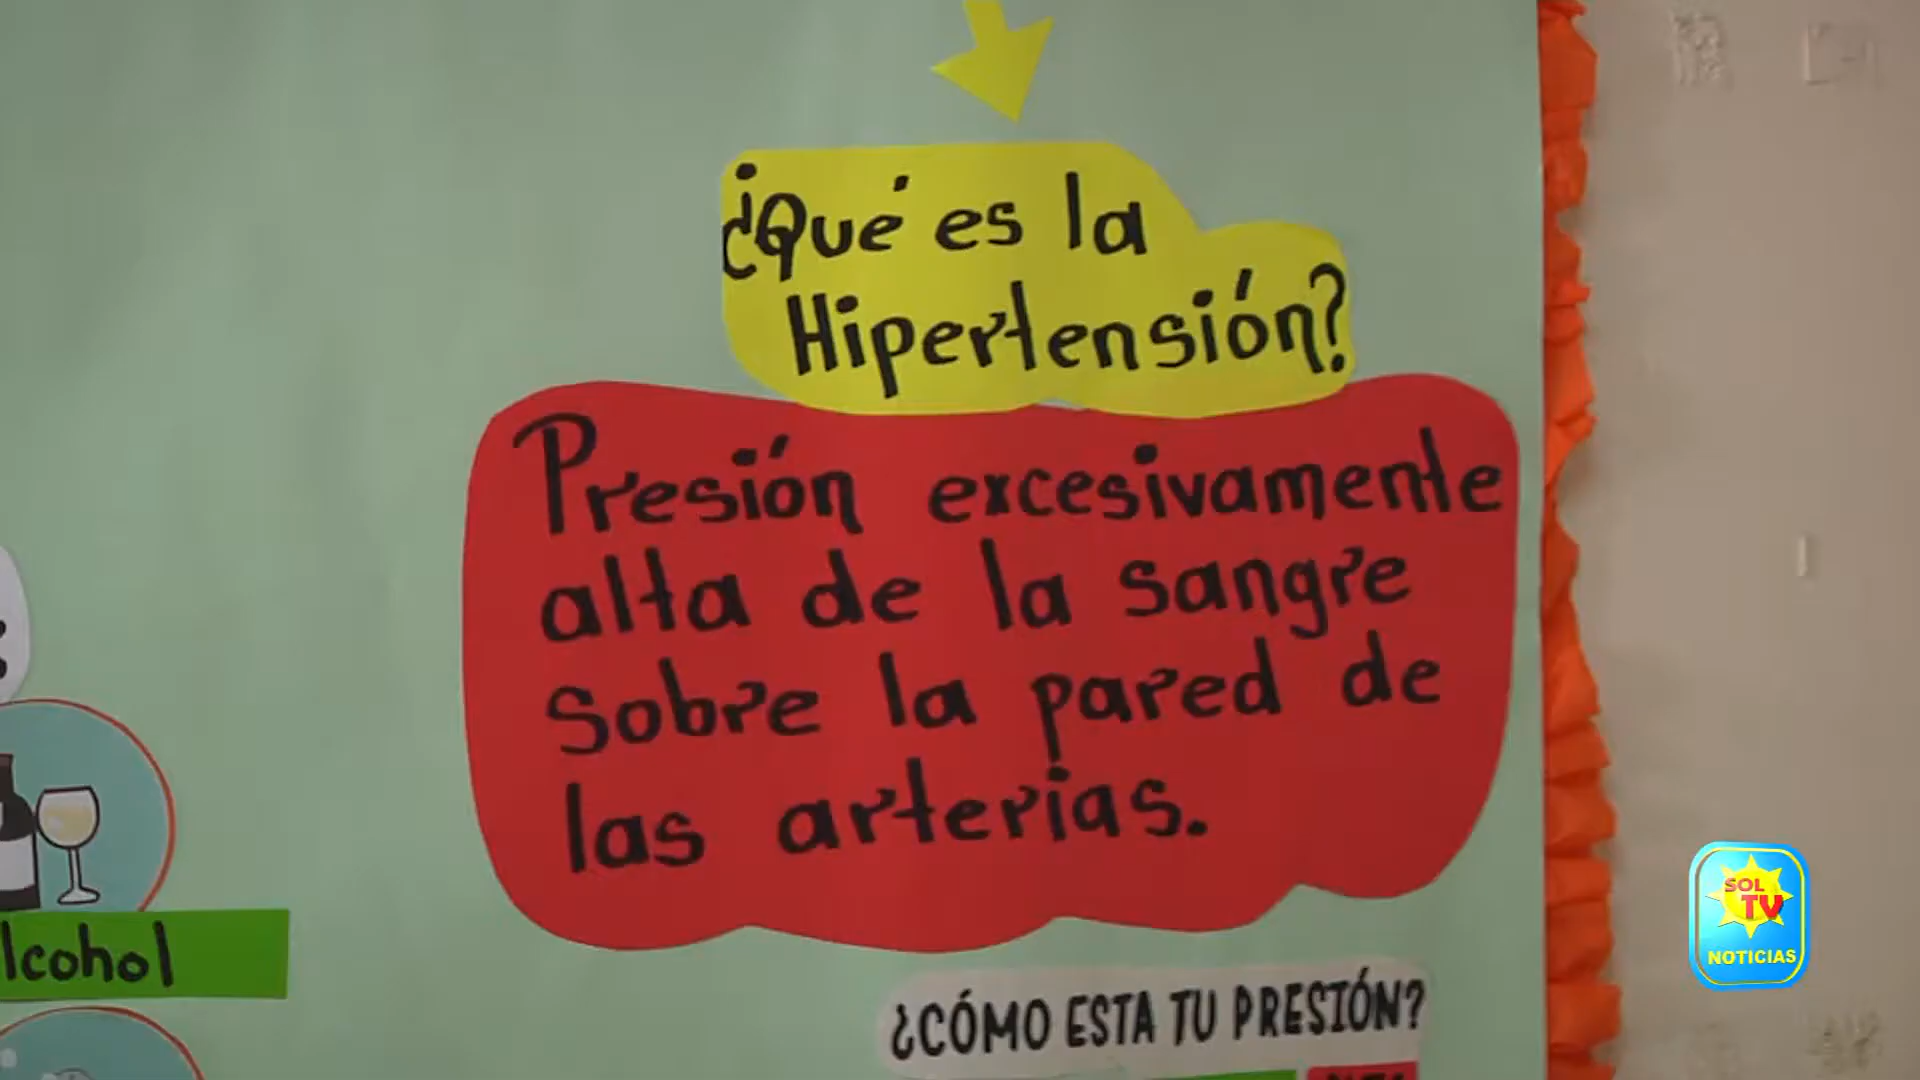 ¿Qué es la
Hipertensión?
Presión excesivamente
alta de la sangre
sobre la pared de
las arterias.
lcohol
¿CÓMO ESTA TU PRESIÓN?
SOL
TV
NOTICIAS